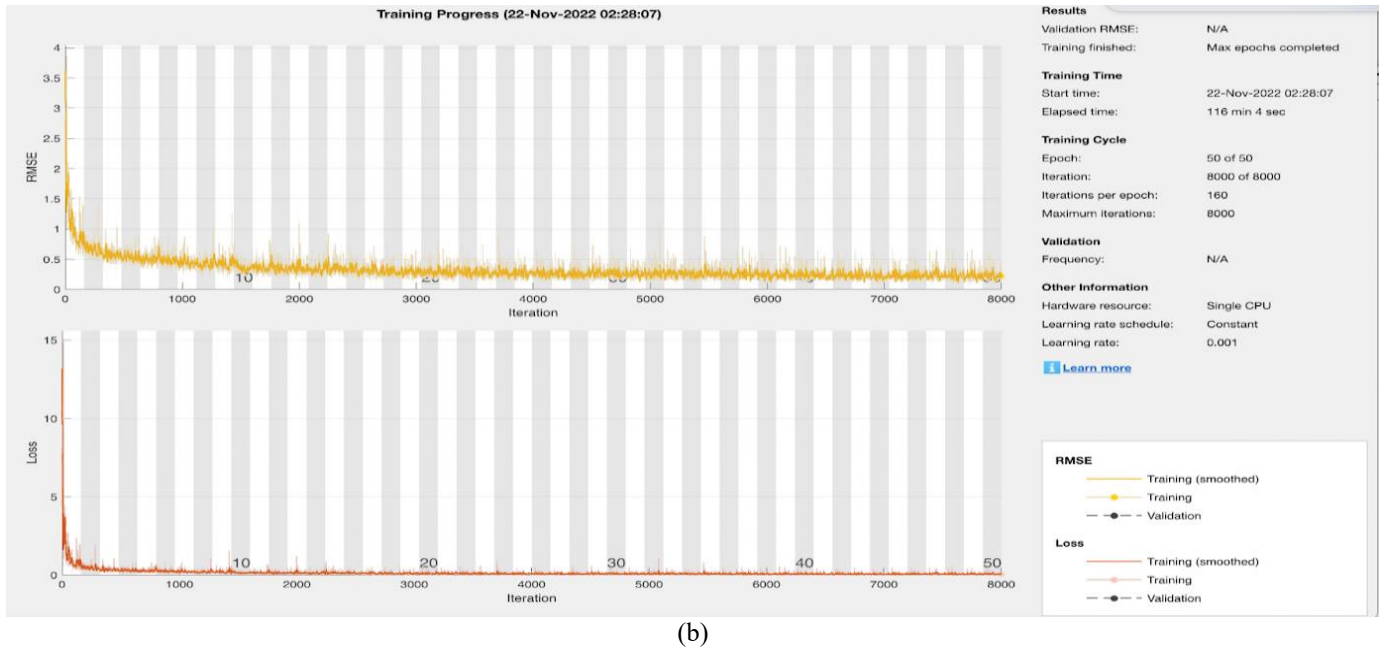 Training Progress (22-Nov-2022 02:28:07)
4
3.5
3
2.5
2
1.5
1
0.5
0
RMSE
10
20
30
0 1000 2000 3000 4000 5000 6000 7000 8000
Iteration
15
10
5
0
Loss
10 20 30 40 50
0 1000 2000 3000 4000 5000 6000 7000 8000
Iteration
Results
Validation RMSE: N/A
Training finished: Max epochs completed
Training Time
Start time: 22-Nov-2022 02:28:07
Elapsed time: 116 min 4 sec
Training Cycle
Epoch: 50 of 50
Iteration: 8000 of 8000
Iterations per epoch: 160
Maximum iterations: 8000
Validation
Frequency: N/A
Other Information
Hardware resource: Single CPU
Learning rate schedule: Constant
Learning rate: 0.001
i Learn more
RMSE
Training (smoothed)
Training
Validation
Loss
Training (smoothed)
Training
Validation
(b)